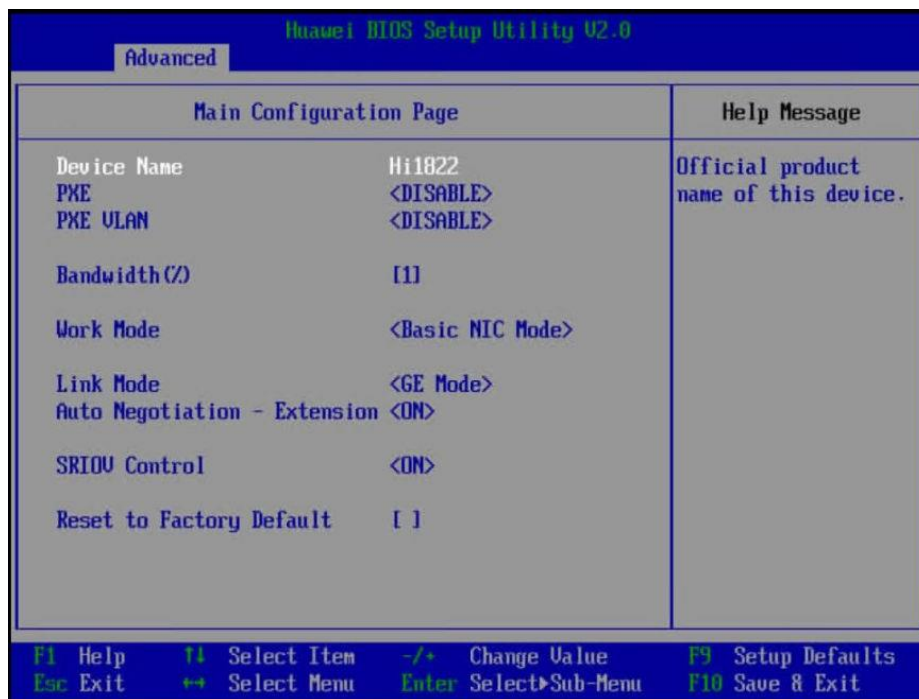 Huawei BIOS Setup Utility V2.0
Advanced
Main Configuration Page
Help Message
Device Name Hi1822
Official product
PXE <DISABLE>
name of this device.
PXE VLAN <DISABLE>
Bandwidth(%) [1]
Work Mode <Basic NIC Mode>
Link Mode <GE Mode>
Auto Negotiation - Extension <ON>
SRIOV Control <ON>
Reset to Factory Default [ ]
F1 Help ↑↓ Select Item -/+ Change Value F9 Setup Defaults
Esc Exit ↔ Select Menu Enter Select▶Sub-Menu F10 Save & Exit